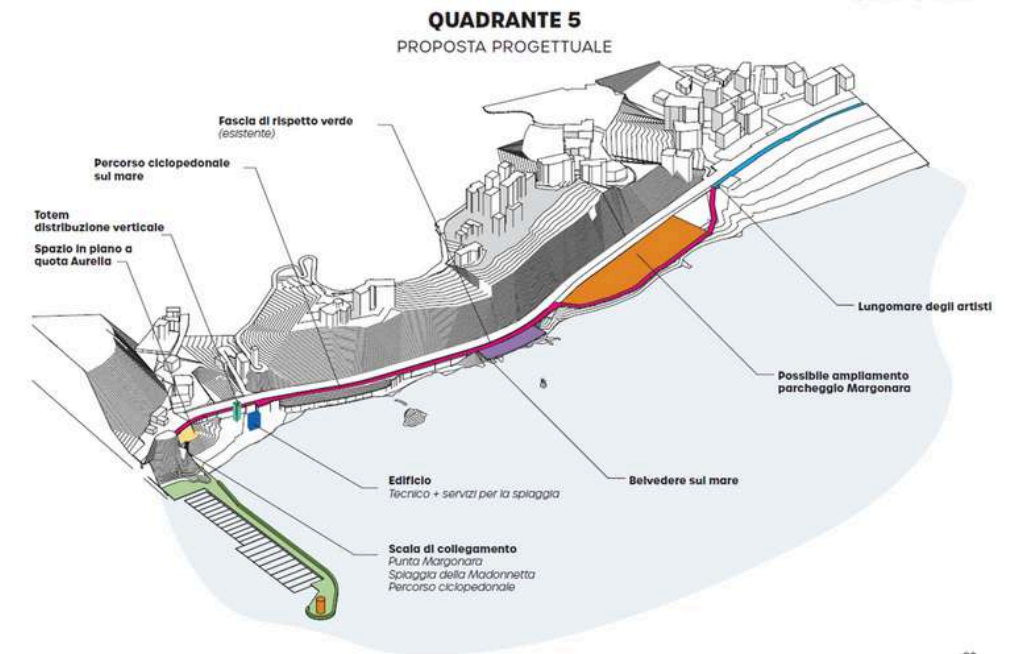 QUADRANTE 5
PROPOSTA PROGETTUALE
Fascia di rispetto verde
(esistente)
Percorso ciclopedonale
sul mare
Totem
distribuzione verticale
Spazio in piano a
quota Aurelia
Lungomare degli artisti
Possibile ampliamento
parcheggio Margonara
Belvedere sul mare
Edificio
Tecnico + servizi per la spiaggia
Scala di collegamento
Punta Margonara
Spiaggia della Madonnetta
Percorso ciclopedonale